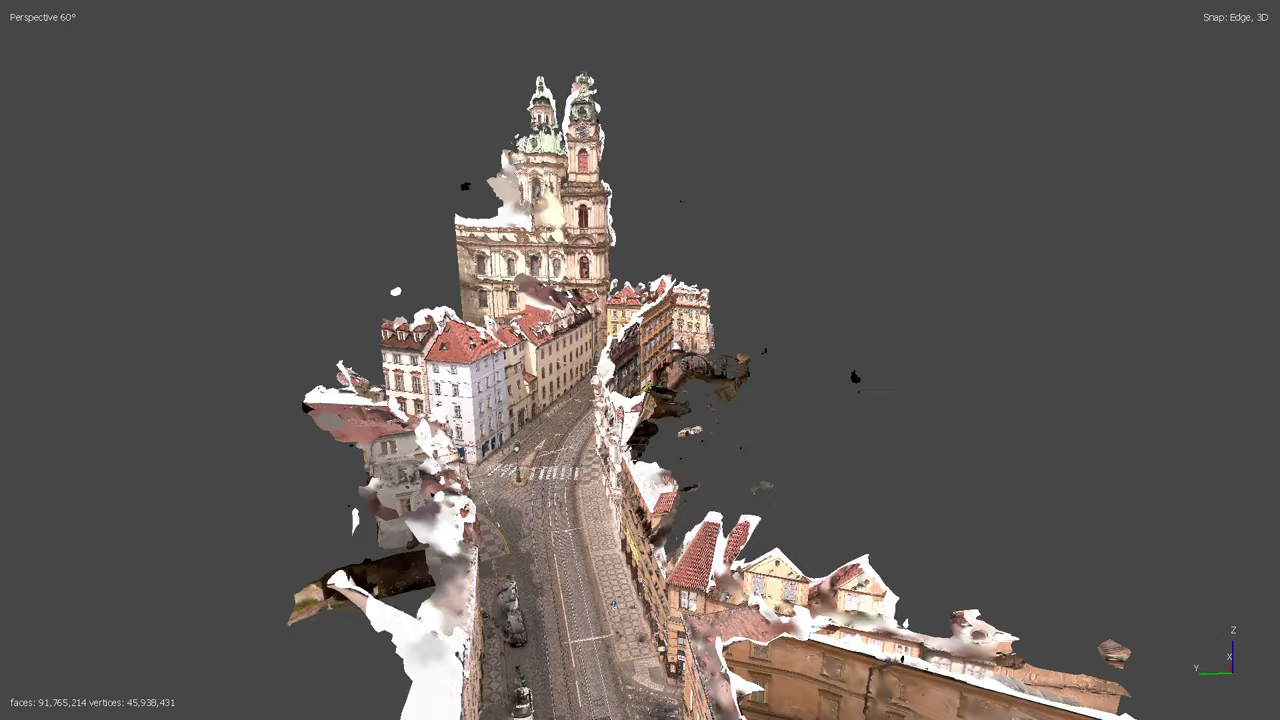 Perspective 60°
Snap: Edge, 3D
Z
X
Y
faces: 91,765,214 vertices: 45,938,431